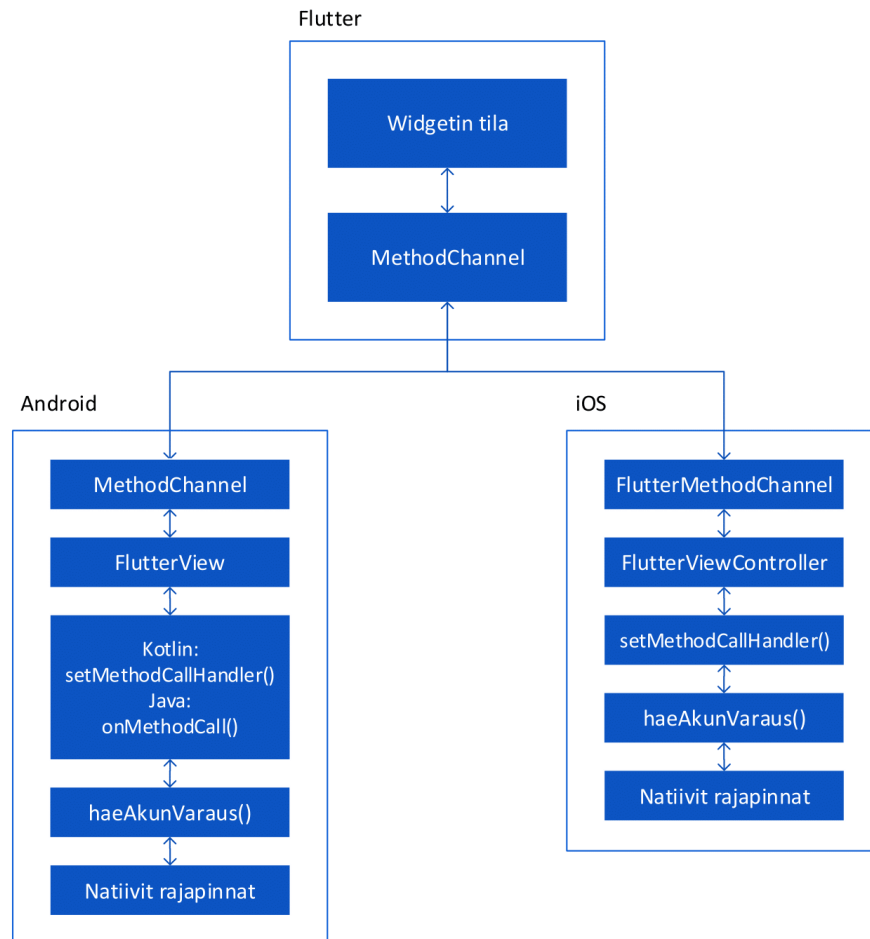 Flutter
Widgetin tila
MethodChannel
Android
MethodChannel
FlutterView
Kotlin:
setMethodCallHandler()
Java:
onMethodCall()
haeAkunVaraus()
Natiivit rajapinnat
iOS
FlutterMethodChannel
FlutterViewController
setMethodCallHandler()
haeAkunVaraus()
Natiivit rajapinnat